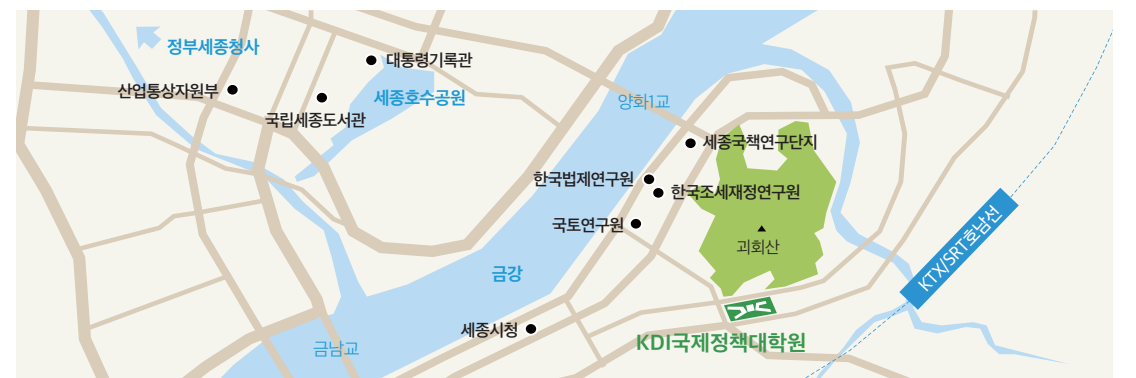 정부세종청사
대통령기록관
산업통상자원부
세종호수공원
국립세종도서관
양화1교
세종국책연구단지
한국법제연구원
한국조세재정연구원
국토연구원
괴회산
KTX/SRT호남선
금강
세종시청
금남교
KDI국제정책대학원